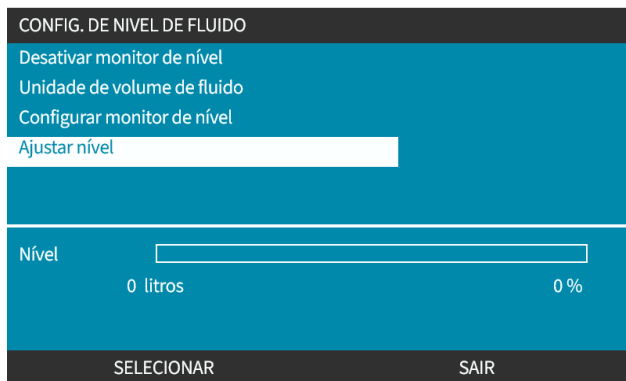 CONFIG. DE NIVEL DE FLUIDO
Desativar monitor de nível
Unidade de volume de fluido
Configurar monitor de nível
Ajustar nível
Nível
0 litros 0 %
SELECIONAR SAIR